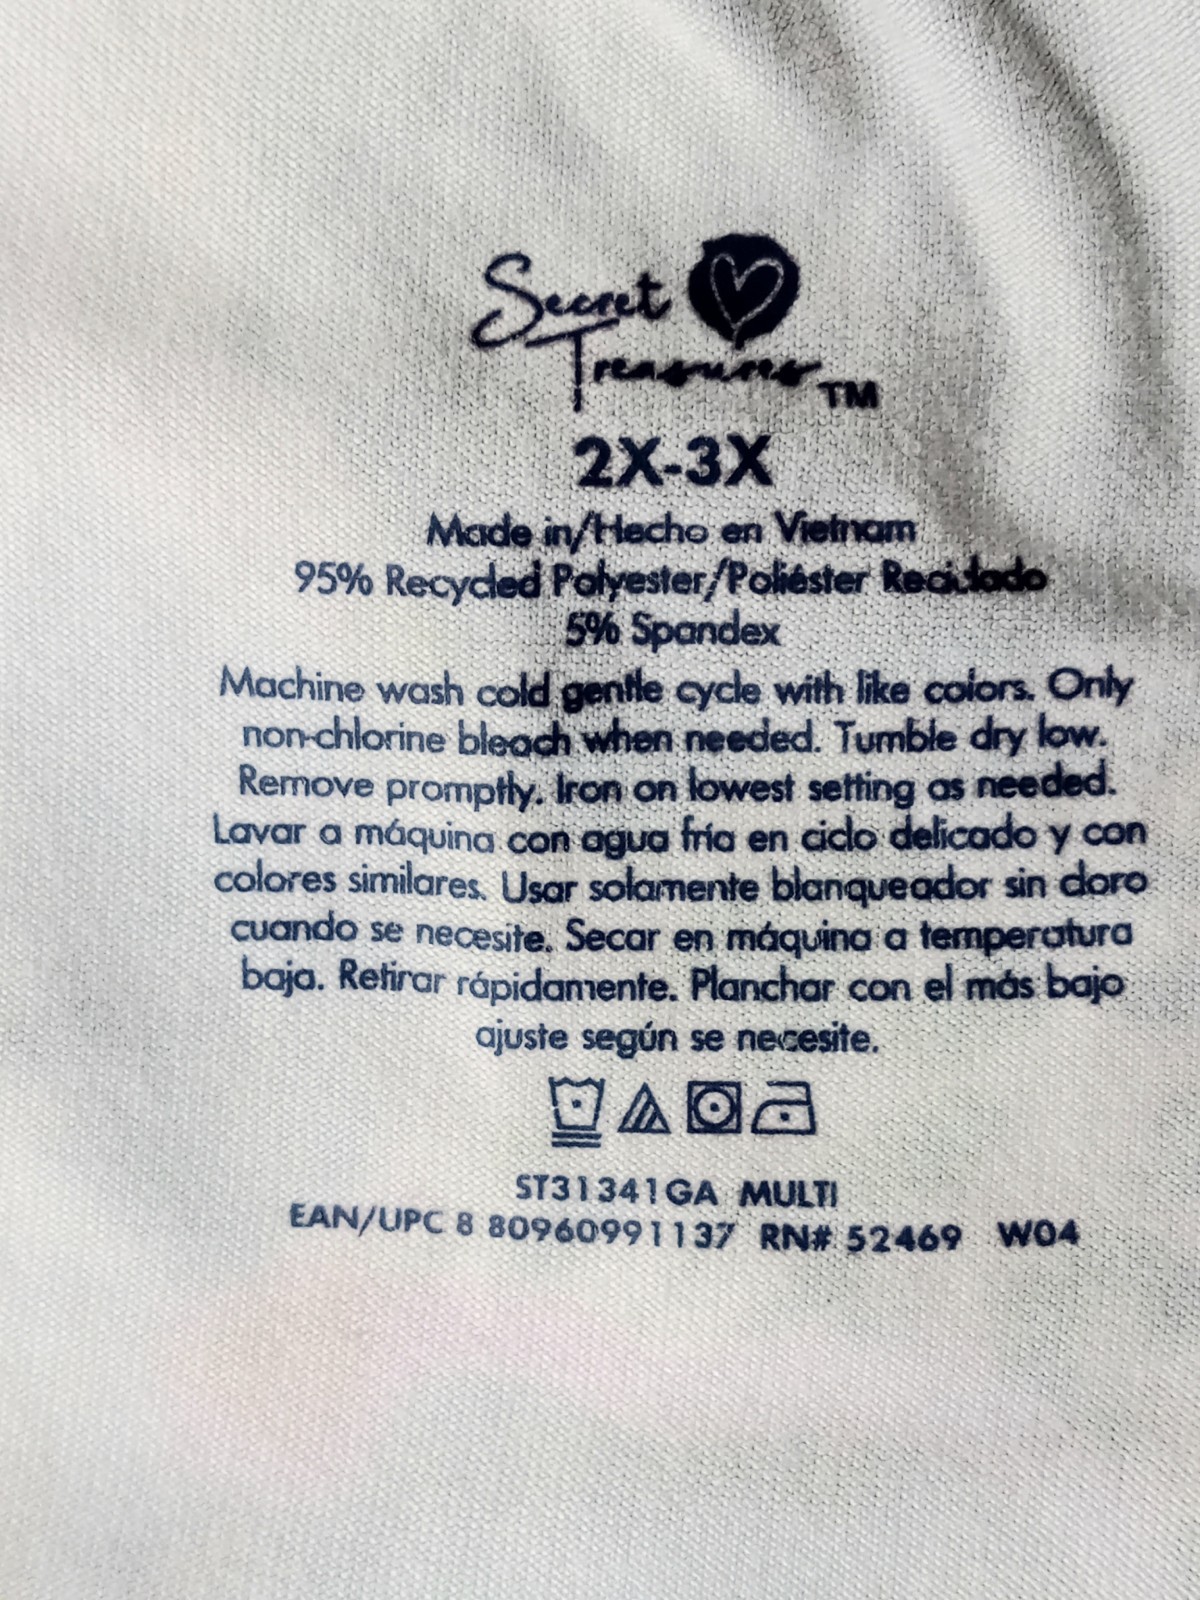 Secret
Treasures TM
2X-3X
Made in/Hecho en Vietnam
95% Recycled Polyester/Poliéster Reciclado
5% Spandex
Machine wash cold gentle cycle with like colors. Only
non-chlorine bleach when needed. Tumble dry low.
Remove promptly. Iron on lowest setting as needed.
Lavar a máquina con agua fría en ciclo delicado y con
colores similares. Usar solamente blanqueador sin cloro
cuando se necesite. Secar en máquina a temperatura
baja. Retirar rápidamente. Planchar con el más bajo
ajuste según se necesite.
ST31341GA MULTI
EAN/UPC 8 80960991137 RN# 52469 W04